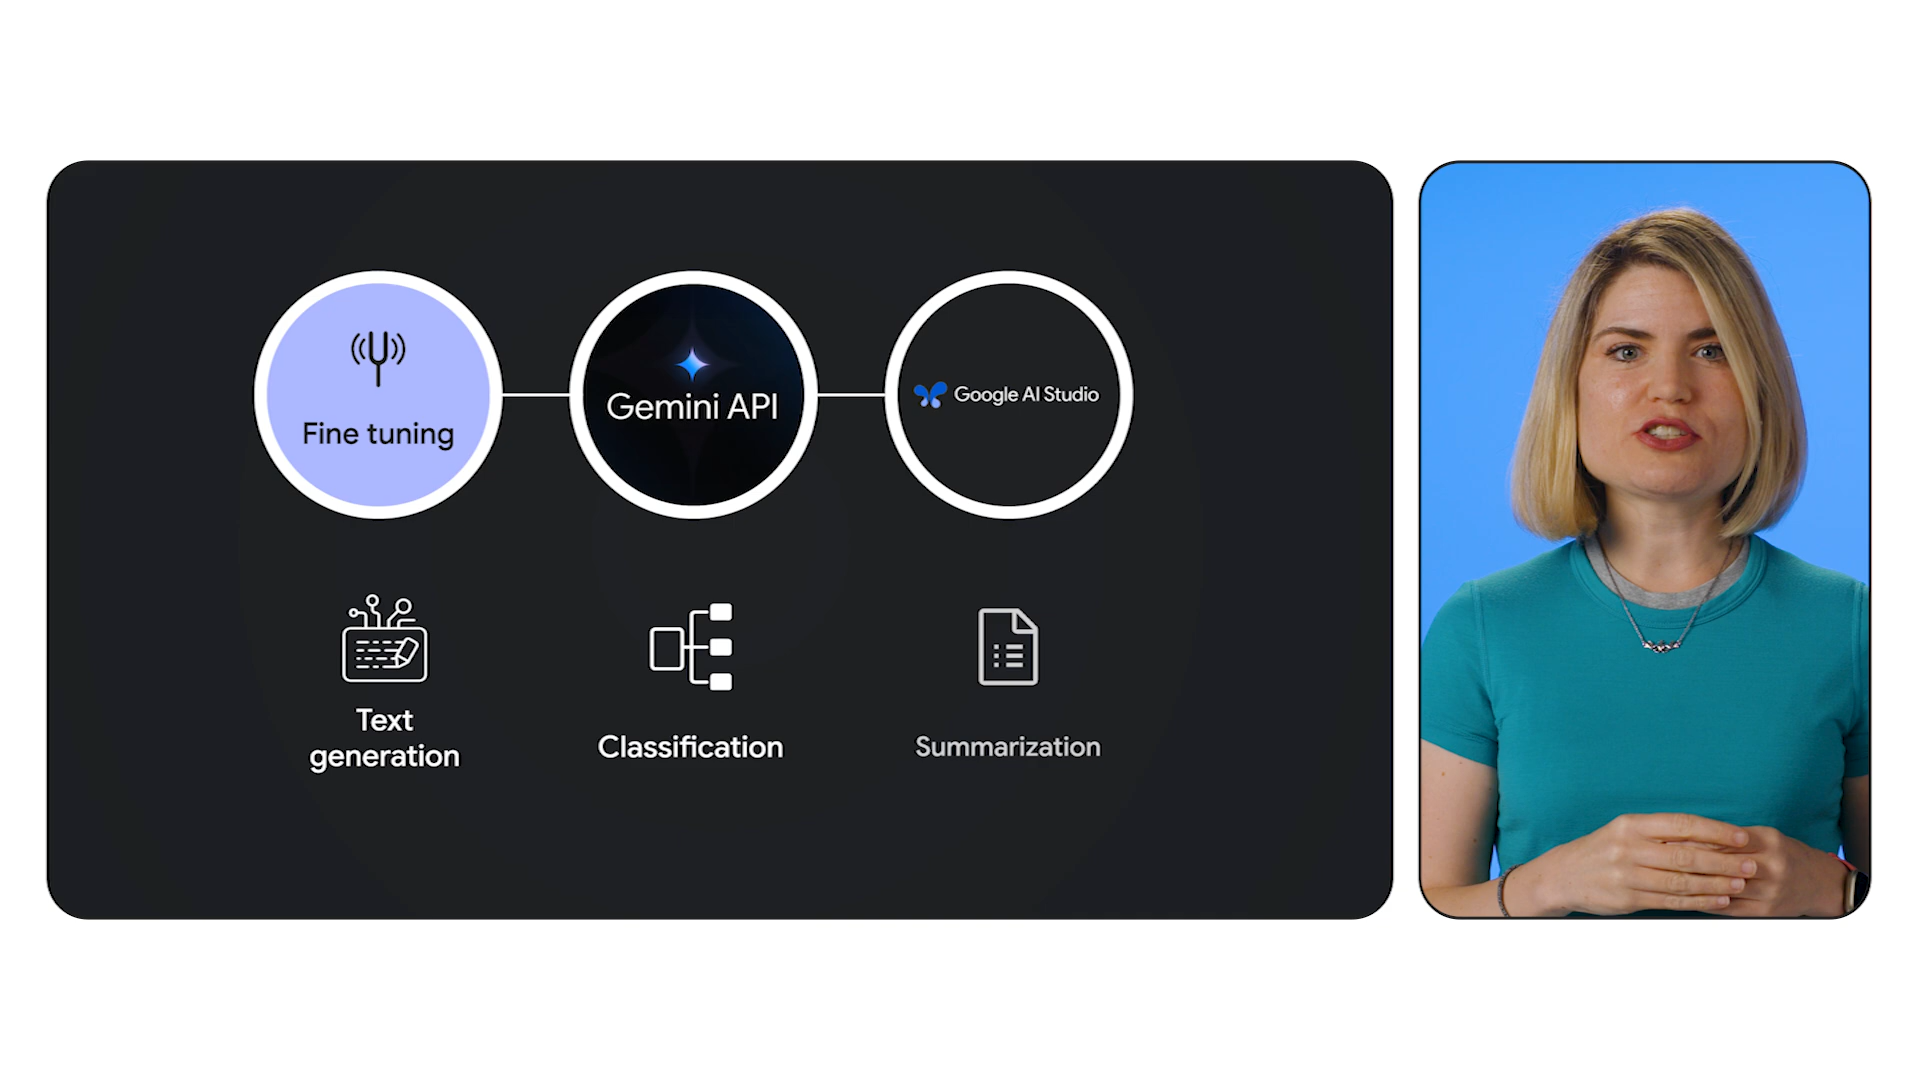 Fine tuning
Gemini API
Google AI Studio
Text
generation
Classification
Summarization